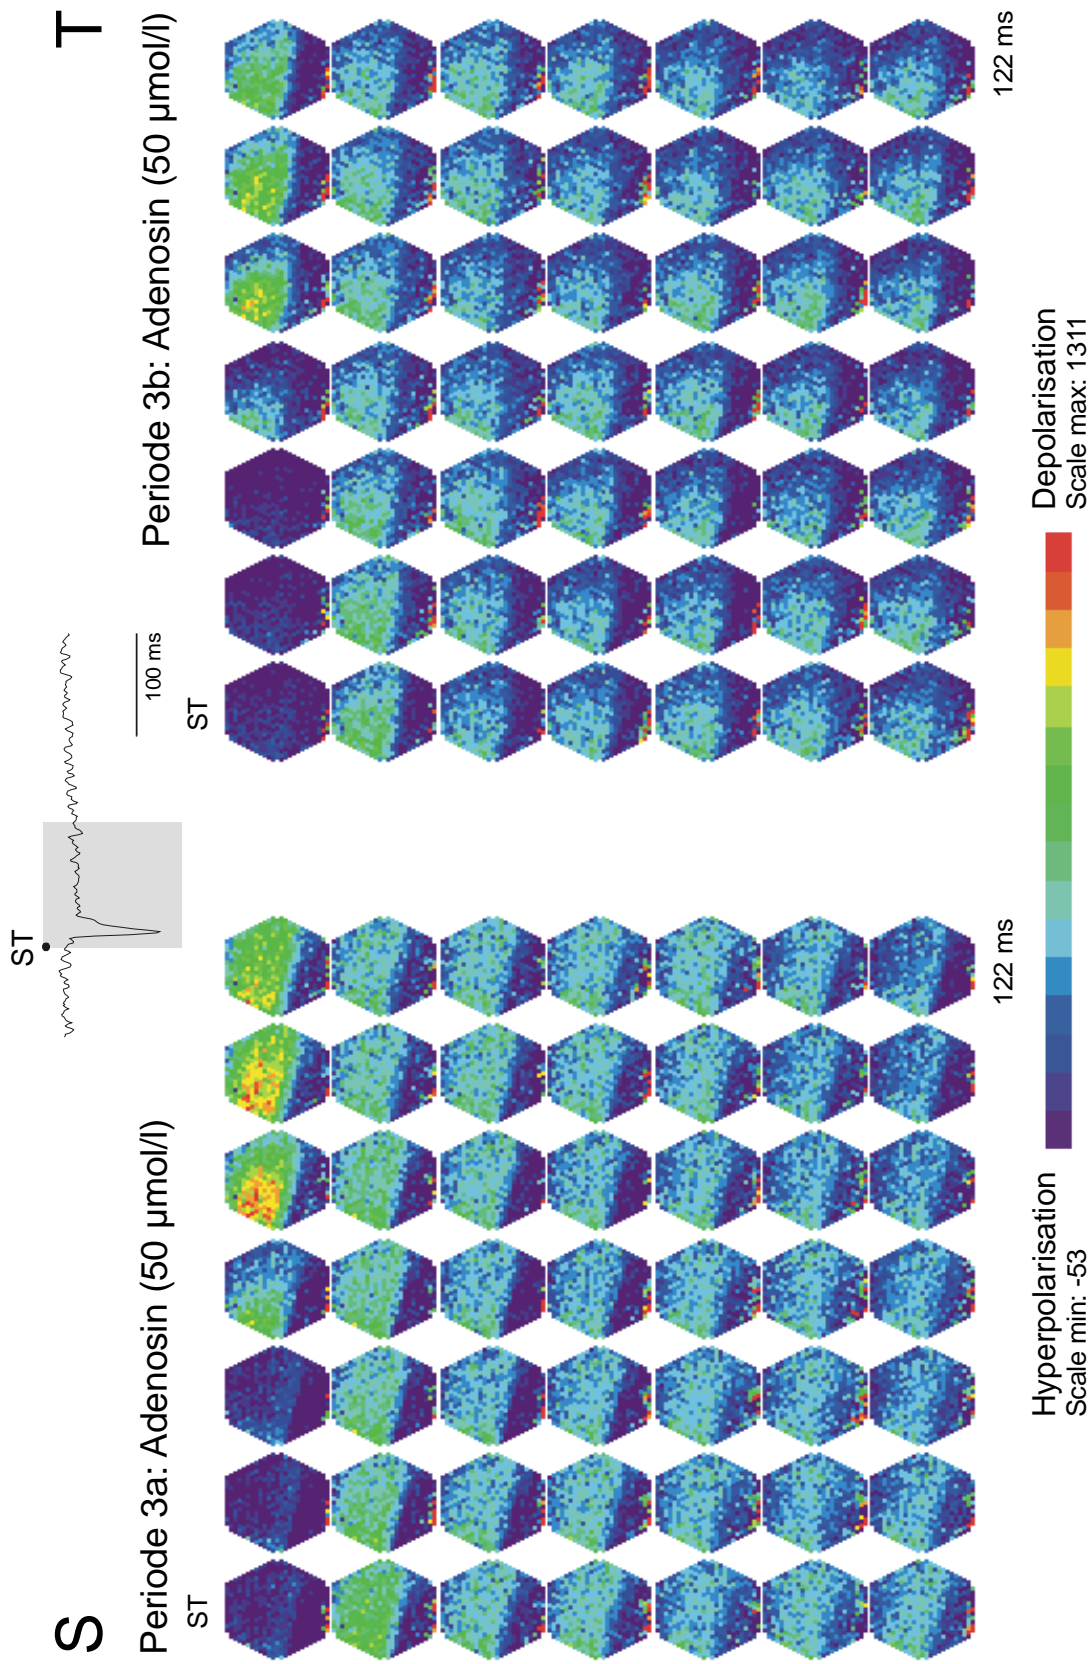 S
T
Periode 3a: Adenosin (50 µmol/l)
Periode 3b: Adenosin (50 µmol/l)
ST
100 ms
ST
ST
122 ms
122 ms
Hyperpolarisation
Scale min: -53
Depolarisation
Scale max: 1311